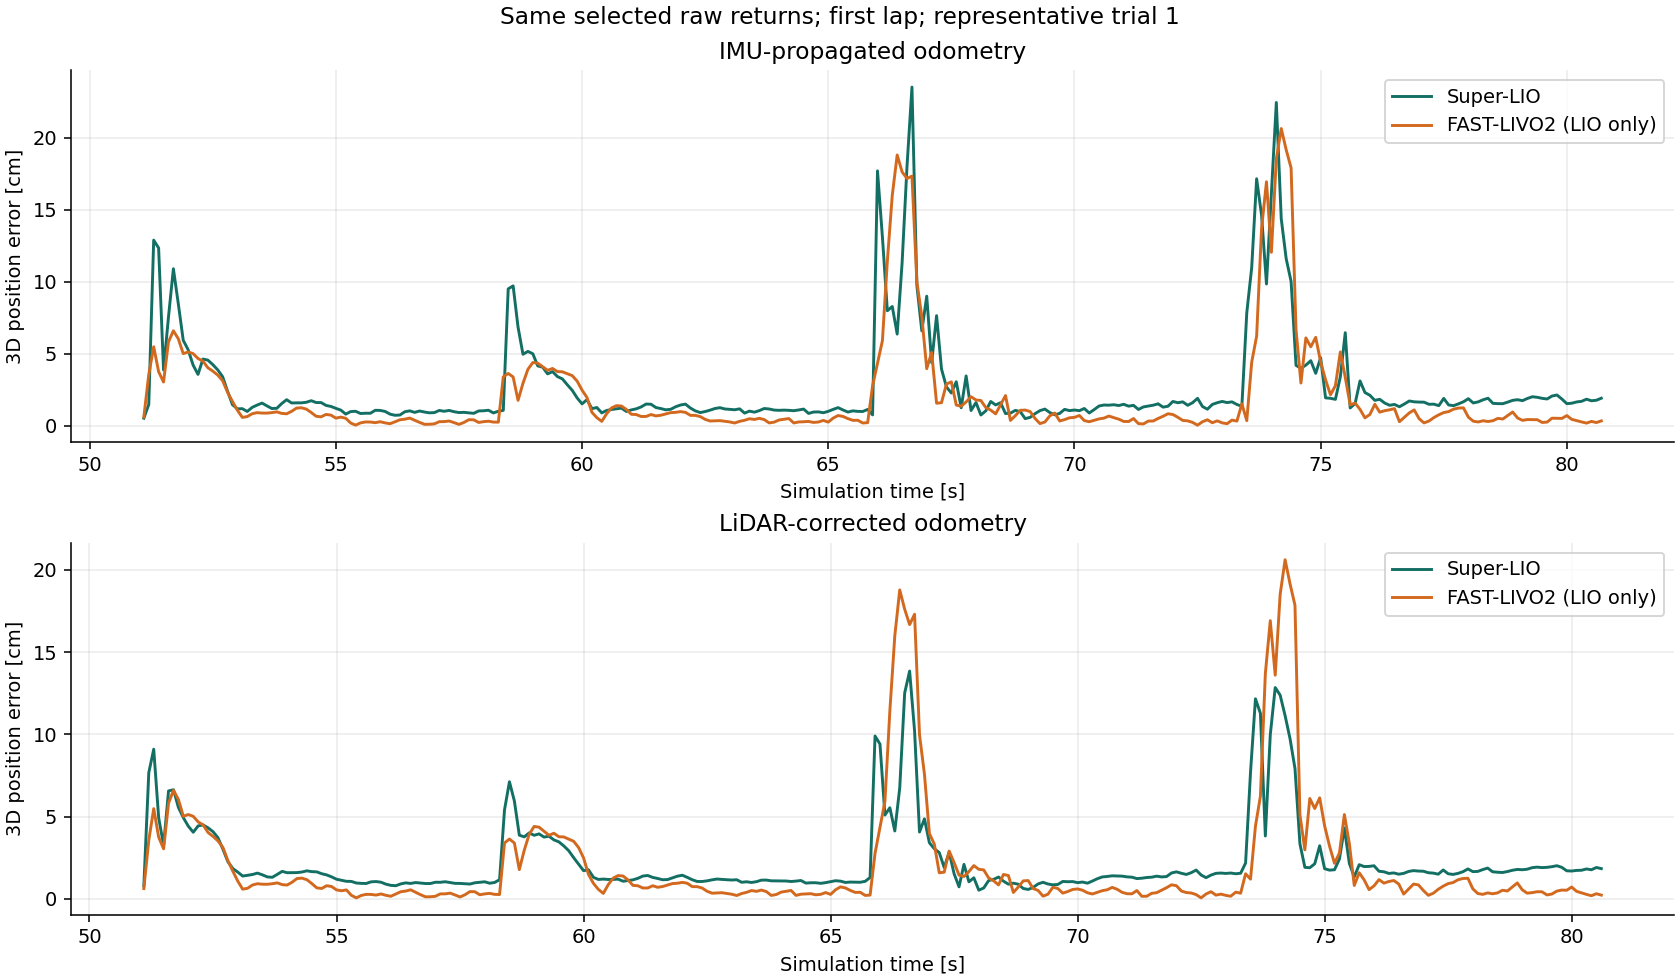 Same selected raw returns; first lap; representative trial 1
IMU-propagated odometry
3D position error [cm]
20
15
10
5
0
Super-LIO
FAST-LIVO2 (LIO only)
50 55 60 65 70 75 80
Simulation time [s]
LiDAR-corrected odometry
3D position error [cm]
20
15
10
5
0
Super-LIO
FAST-LIVO2 (LIO only)
50 55 60 65 70 75 80
Simulation time [s]